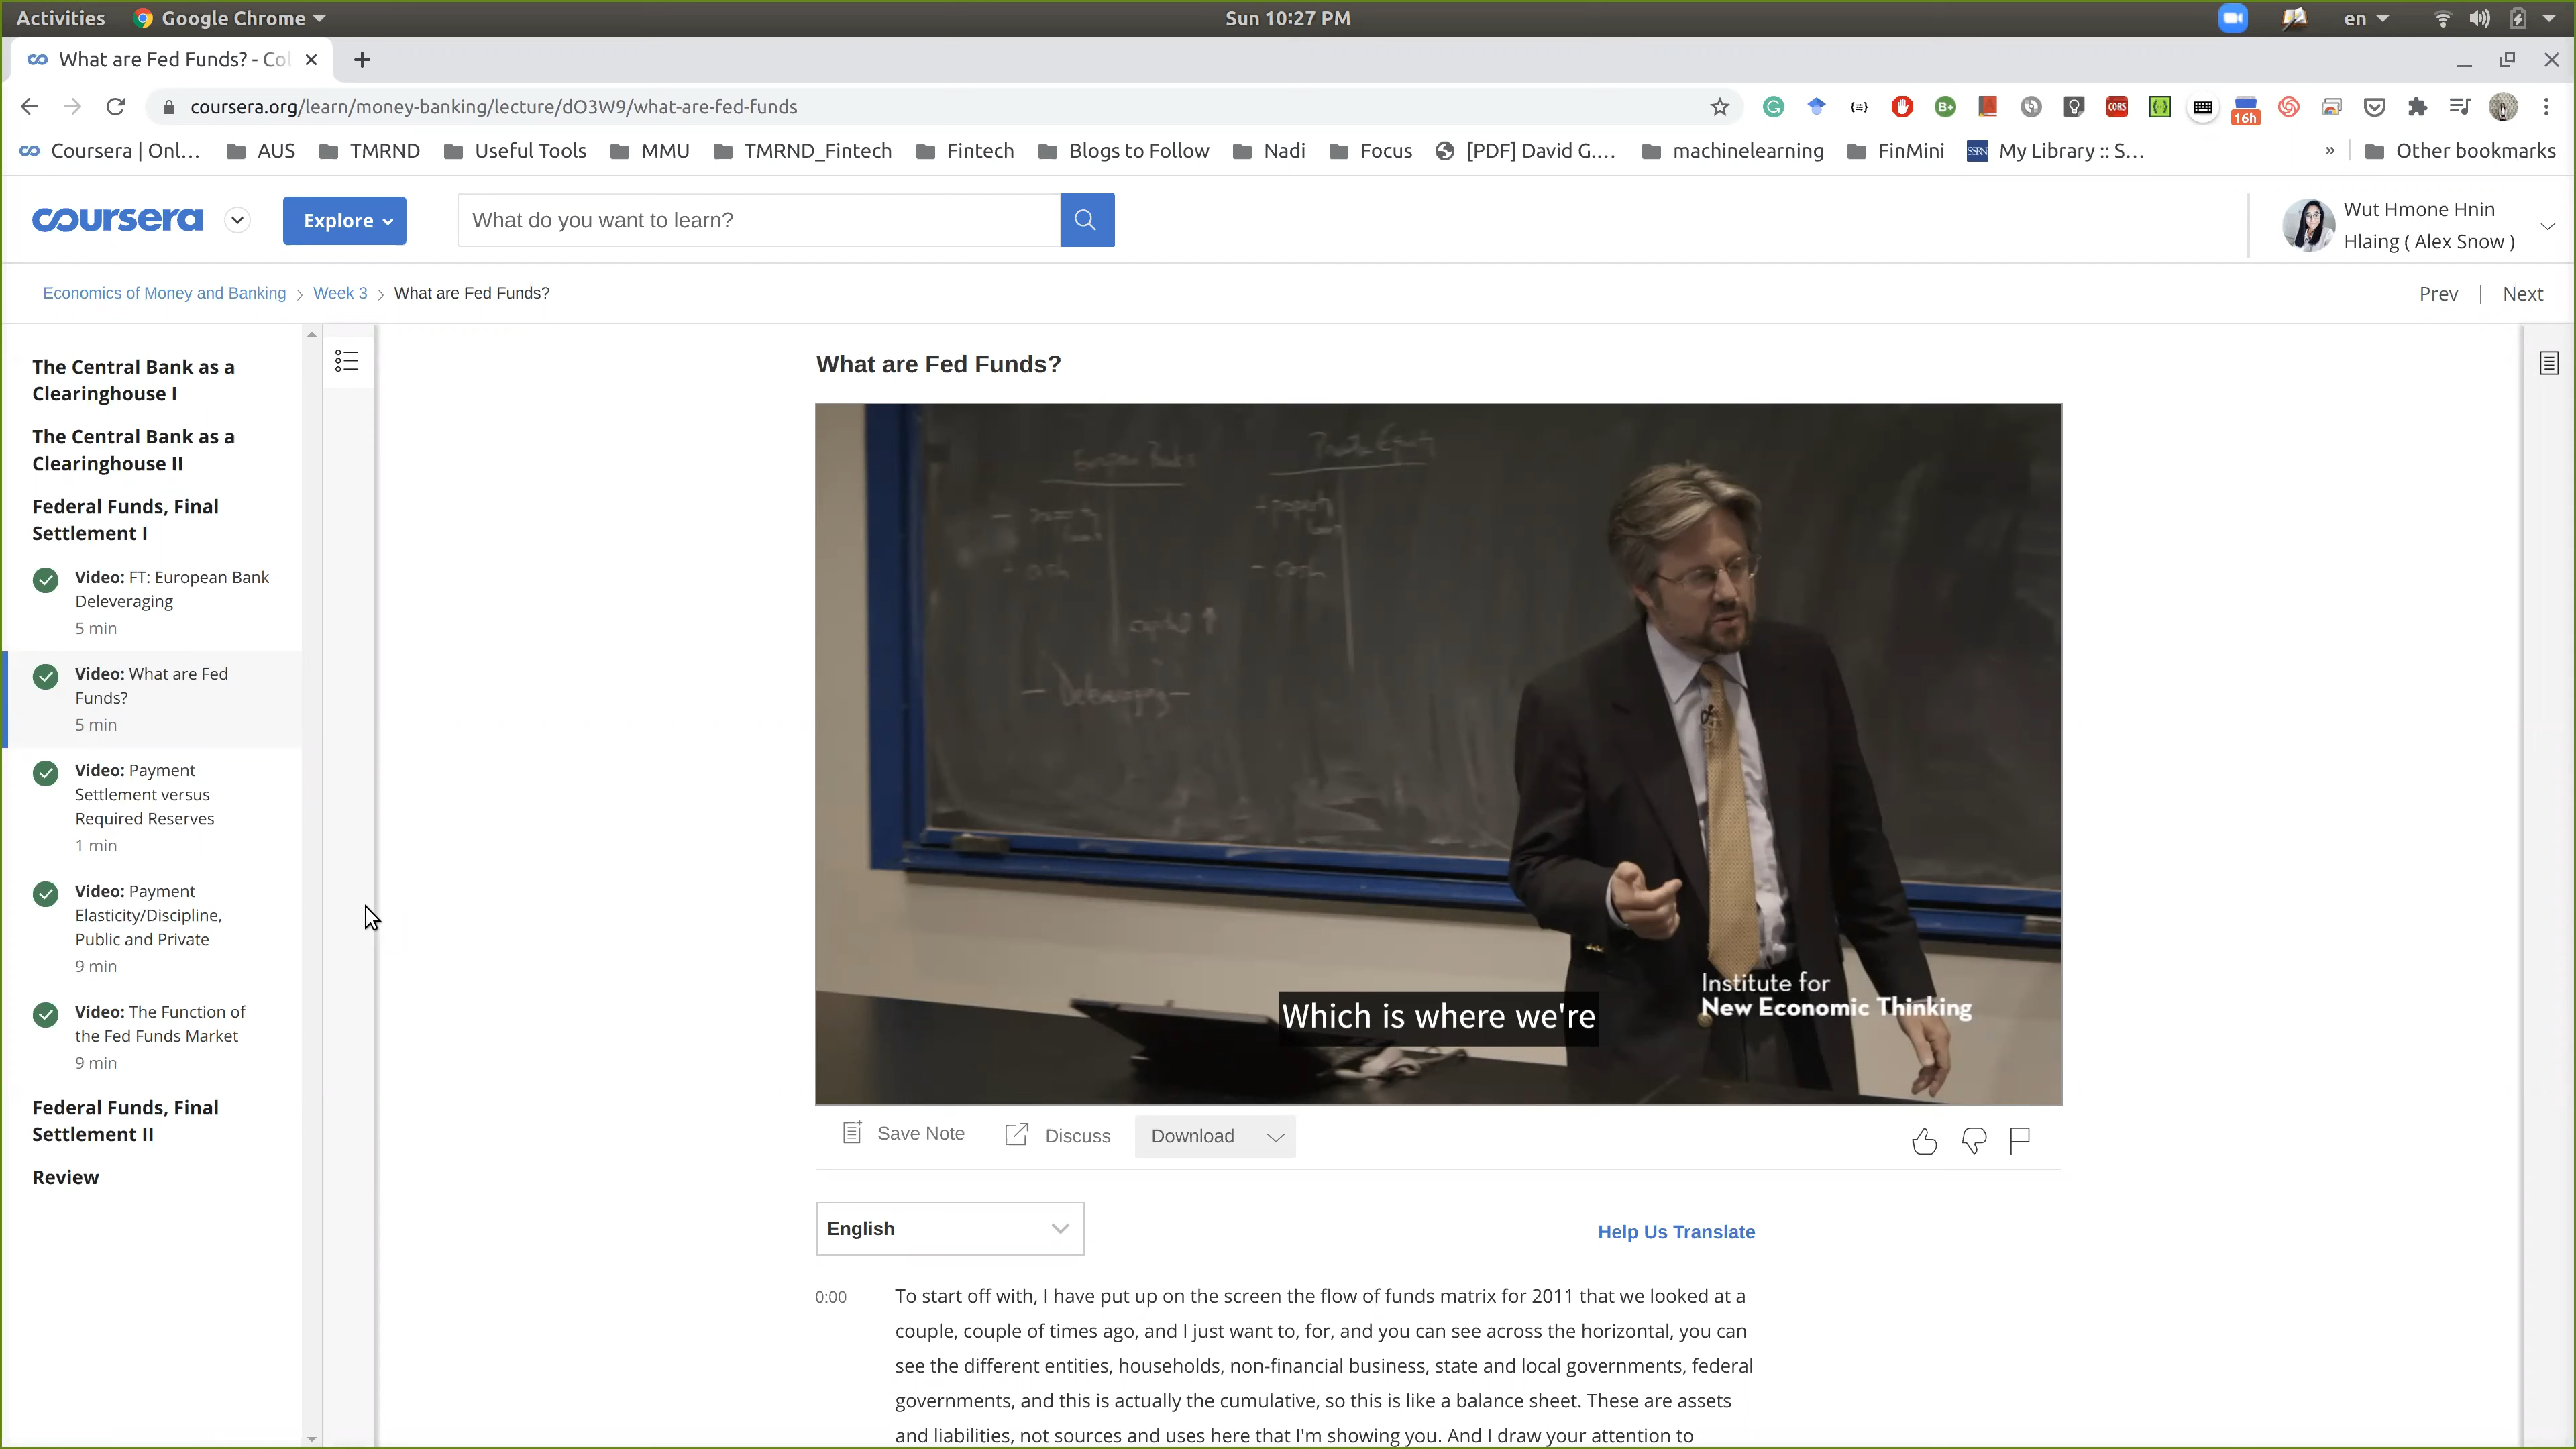 Activities
Google Chrome
Sun 10:27 PM
en
What are Fed Funds? - Co
coursera.org/learn/money-banking/lecture/dO3W9/what-are-fed-funds
CORS
16h
Coursera | Onl...
AUS
TMRND
Useful Tools
MMU
TMRND_Fintech
Fintech
Blogs to Follow
Nadi
Focus
[PDF] David G....
machinelearning
FinMini
SSRN
My Library :: S...
»
Other bookmarks
coursera
Explore
What do you want to learn?
Wut Hmone Hnin
Hlaing ( Alex Snow )
Economics of Money and Banking > Week 3 > What are Fed Funds?
Prev | Next
The Central Bank as a
Clearinghouse I
The Central Bank as a
Clearinghouse II
Federal Funds, Final
Settlement I
Video: FT: European Bank
Deleveraging
5 min
Video: What are Fed
Funds?
5 min
Video: Payment
Settlement versus
Required Reserves
1 min
Video: Payment
Elasticity/Discipline,
Public and Private
9 min
Video: The Function of
the Fed Funds Market
9 min
Federal Funds, Final
Settlement II
Review
What are Fed Funds?
European Banks
Private Equity
+ property
- cash
capital ↑
- Deleveraging -
Institute for
New Economic Thinking
Which is where we're
Save Note
Discuss
Download
English
Help Us Translate
0:00
To start off with, I have put up on the screen the flow of funds matrix for 2011 that we looked at a
couple, couple of times ago, and I just want to, for, and you can see across the horizontal, you can
see the different entities, households, non-financial business, state and local governments, federal
governments, and this is actually the cumulative, so this is like a balance sheet. These are assets
and liabilities, not sources and uses here that I'm showing you. And I draw your attention to